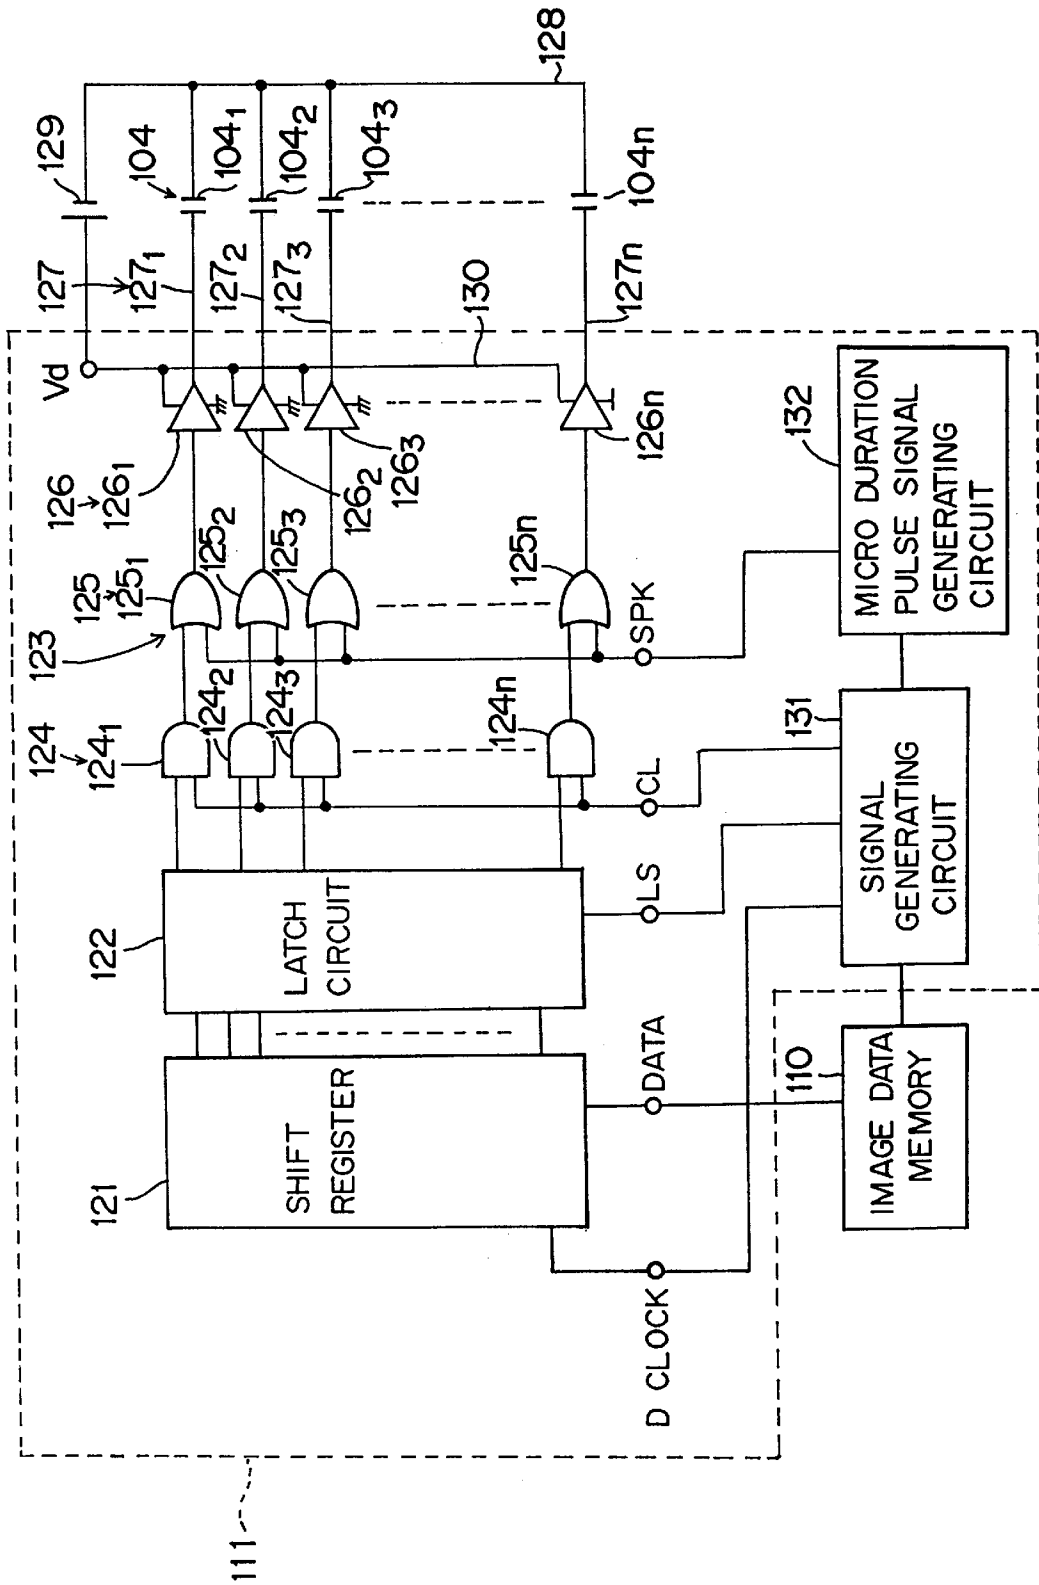 111
D CLOCK
121
SHIFT
REGISTER
DATA
110
IMAGE DATA
MEMORY
122
LATCH
CIRCUIT
LS
CL
131
SIGNAL
GENERATING
CIRCUIT
124
124₁
124₂
124₃
124n
123
125
125₁
125₂
125₃
125n
SPK
132
MICRO DURATION
PULSE SIGNAL
GENERATING
CIRCUIT
126
126₁
126₂
126₃
126n
Vd
130
127
127₁
127₂
127₃
127n
129
104
104₁
104₂
104₃
104n
128